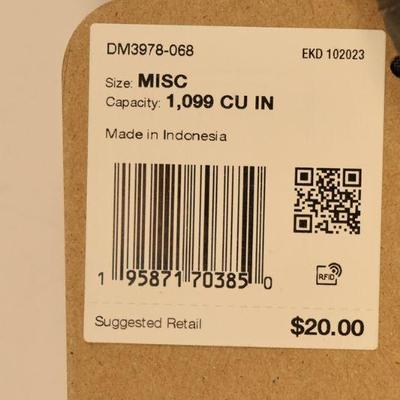 DM3978-068 EKD 102023
Size: MISC
Capacity: 1,099 CU IN
Made in Indonesia
1 95871 70385 0
RFID
Suggested Retail $20.00